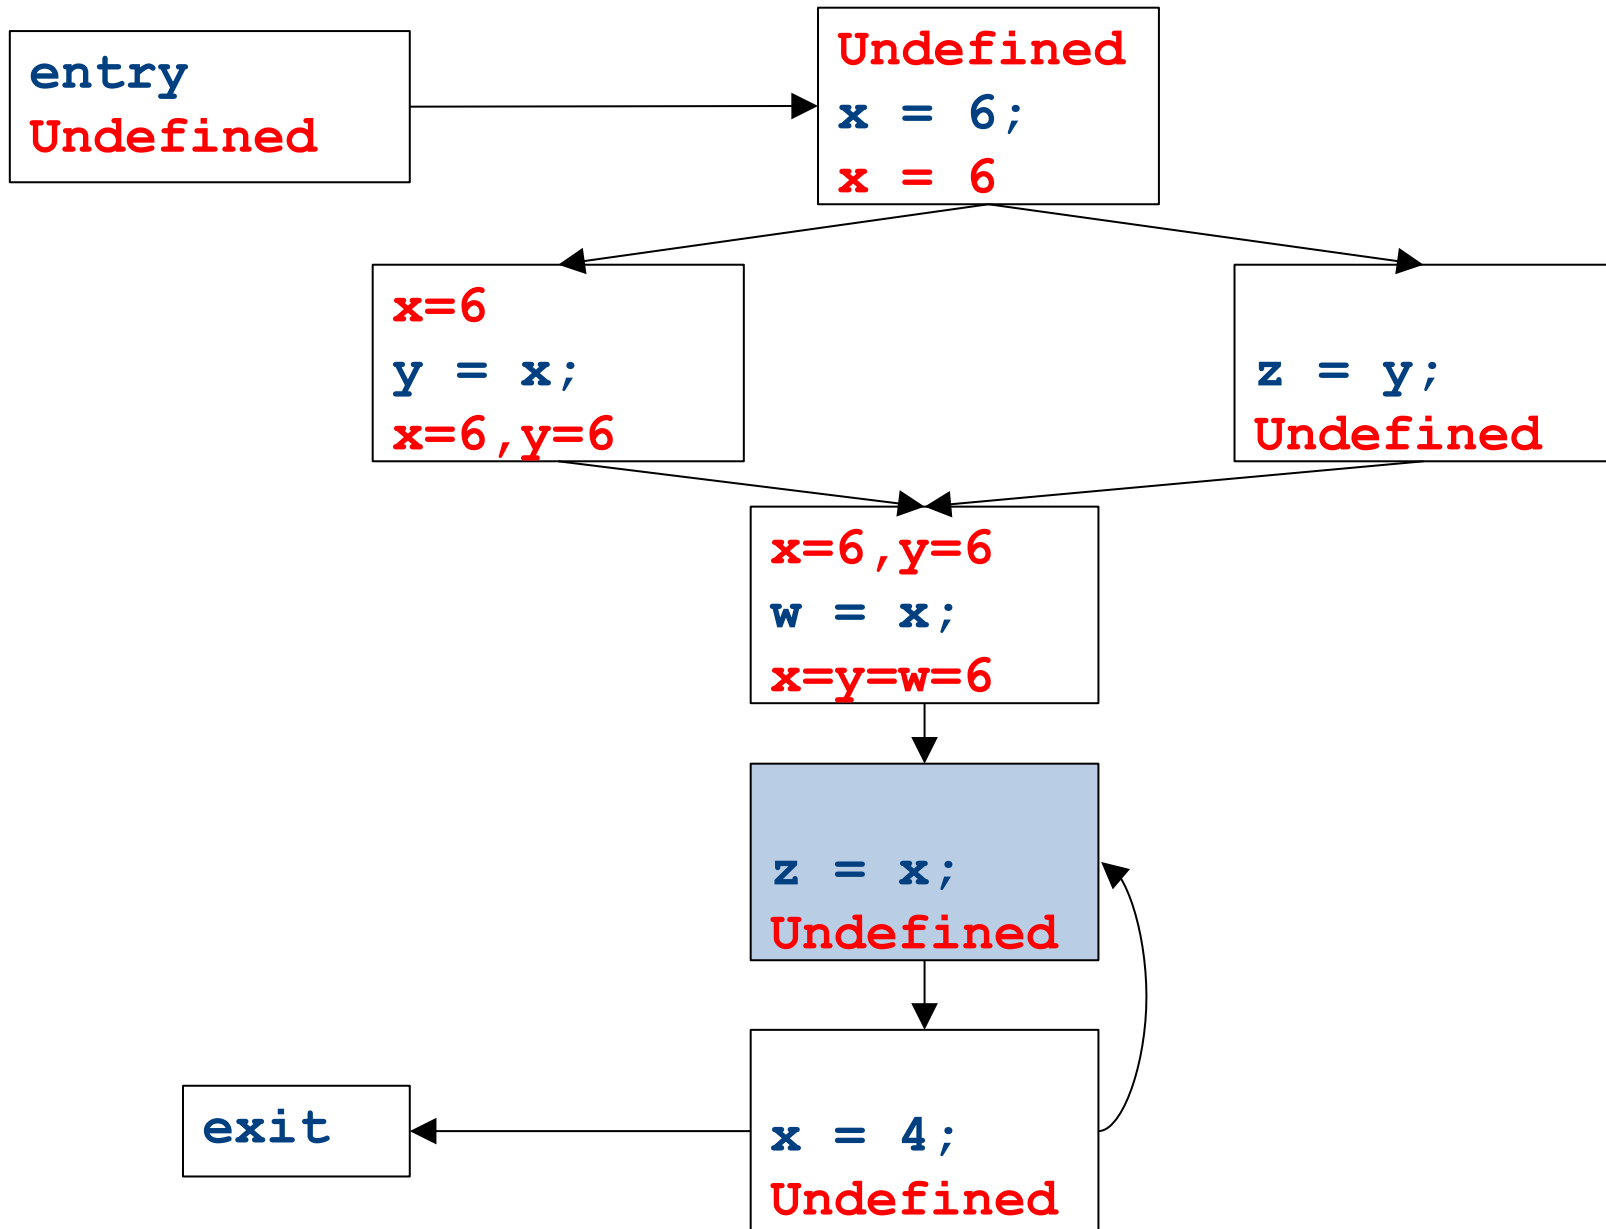 entry
Undefined
Undefined
x = 6;
x = 6
x=6
y = x;
x=6,y=6
z = y;
Undefined
x=6,y=6
w = x;
x=y=w=6
z = x;
Undefined
x = 4;
Undefined
exit